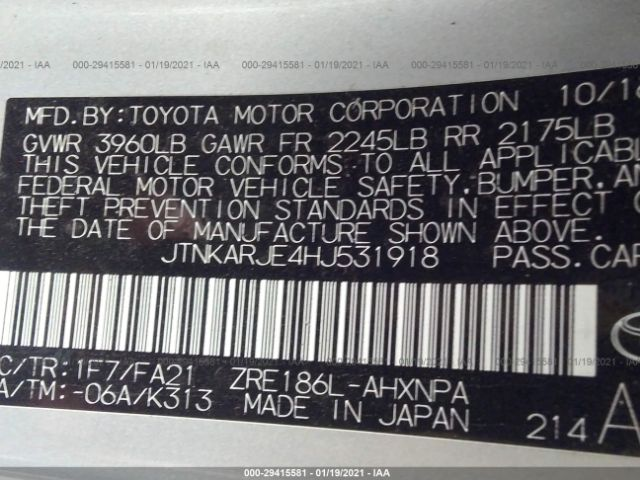 000-29415581 - 01/19/2021 - IAA
MFD.BY:TOYOTA MOTOR CORPORATION 10/16
GVWR 3960LB GAWR FR 2245LB RR 2175LB
THIS VEHICLE CONFORMS TO ALL APPLICABL
FEDERAL MOTOR VEHICLE SAFETY,BUMPER,AN
THEFT PREVENTION STANDARDS IN EFFECT O
THE DATE OF MANUFACTURE SHOWN ABOVE.
JTNKARJE4HJ531918 PASS.CAR
C/TR:1F7/FA21 ZRE186L-AHXNPA
A/TM:-06A/K313 MADE IN JAPAN
214 A
000-29415581 - 01/19/2021 - IAA